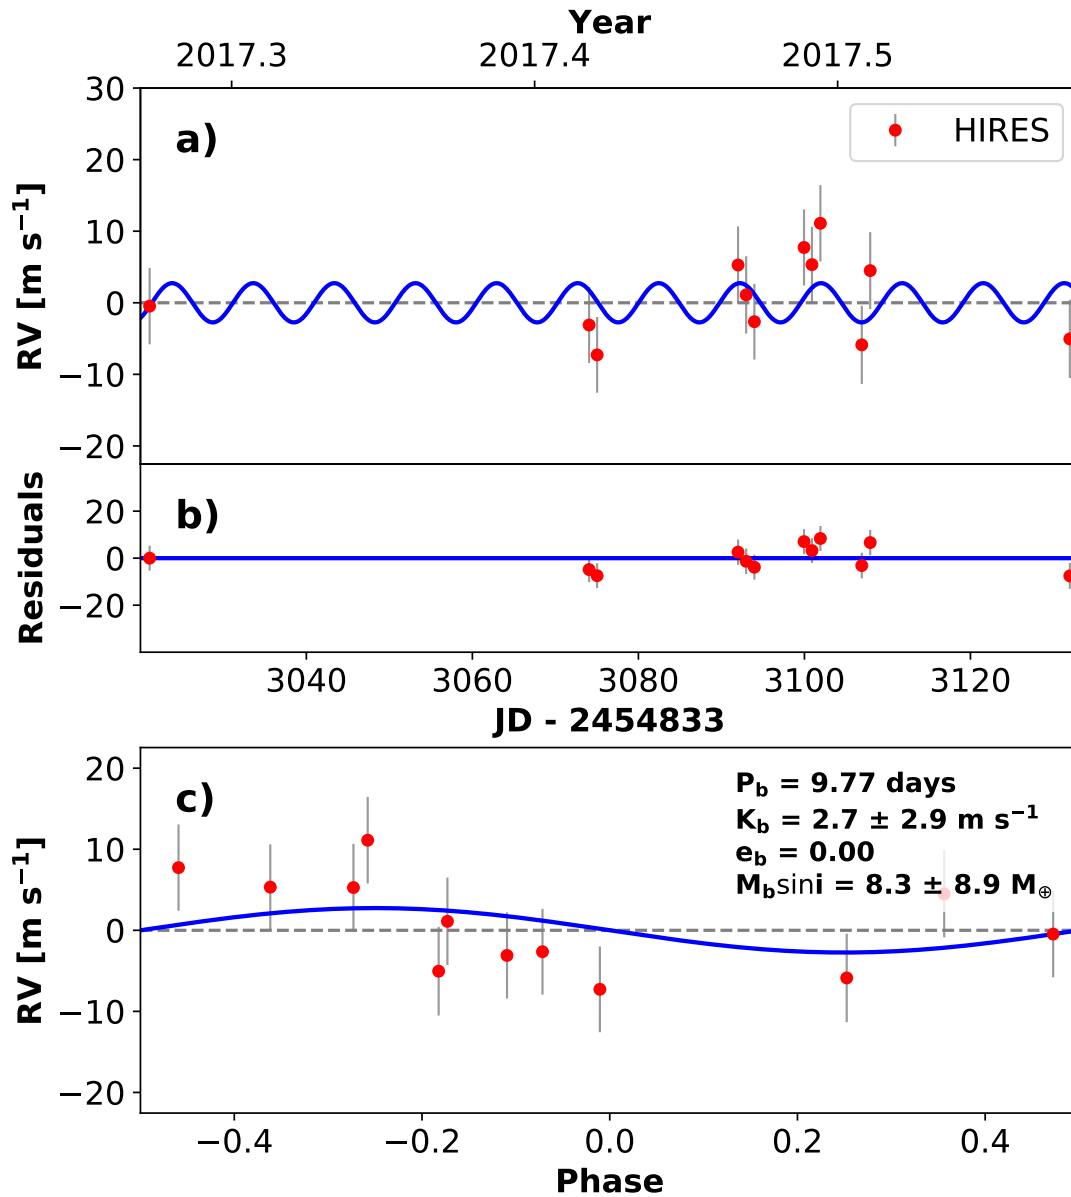 Year
2017.3 2017.4 2017.5
30
20
10
0
−10
−20
RV [m s⁻¹]
a)
HIRES
20
0
−20
Residuals
b)
3040 3060 3080 3100 3120
JD - 2454833
20
10
0
−10
−20
RV [m s⁻¹]
c)
P_b = 9.77 days
K_b = 2.7 ± 2.9 m s⁻¹
e_b = 0.00
M_b sini = 8.3 ± 8.9 M_⊕
−0.4 −0.2 0.0 0.2 0.4
Phase